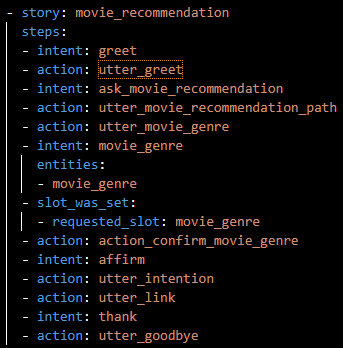 - story: movie_recommendation
  steps:
  - intent: greet
  - action: utter_greet
  - intent: ask_movie_recommendation
  - action: utter_movie_recommendation_path
  - action: utter_movie_genre
  - intent: movie_genre
    entities:
    - movie_genre
  - slot_was_set:
    - requested_slot: movie_genre
  - action: action_confirm_movie_genre
  - intent: affirm
  - action: utter_intention
  - action: utter_link
  - intent: thank
  - action: utter_goodbye